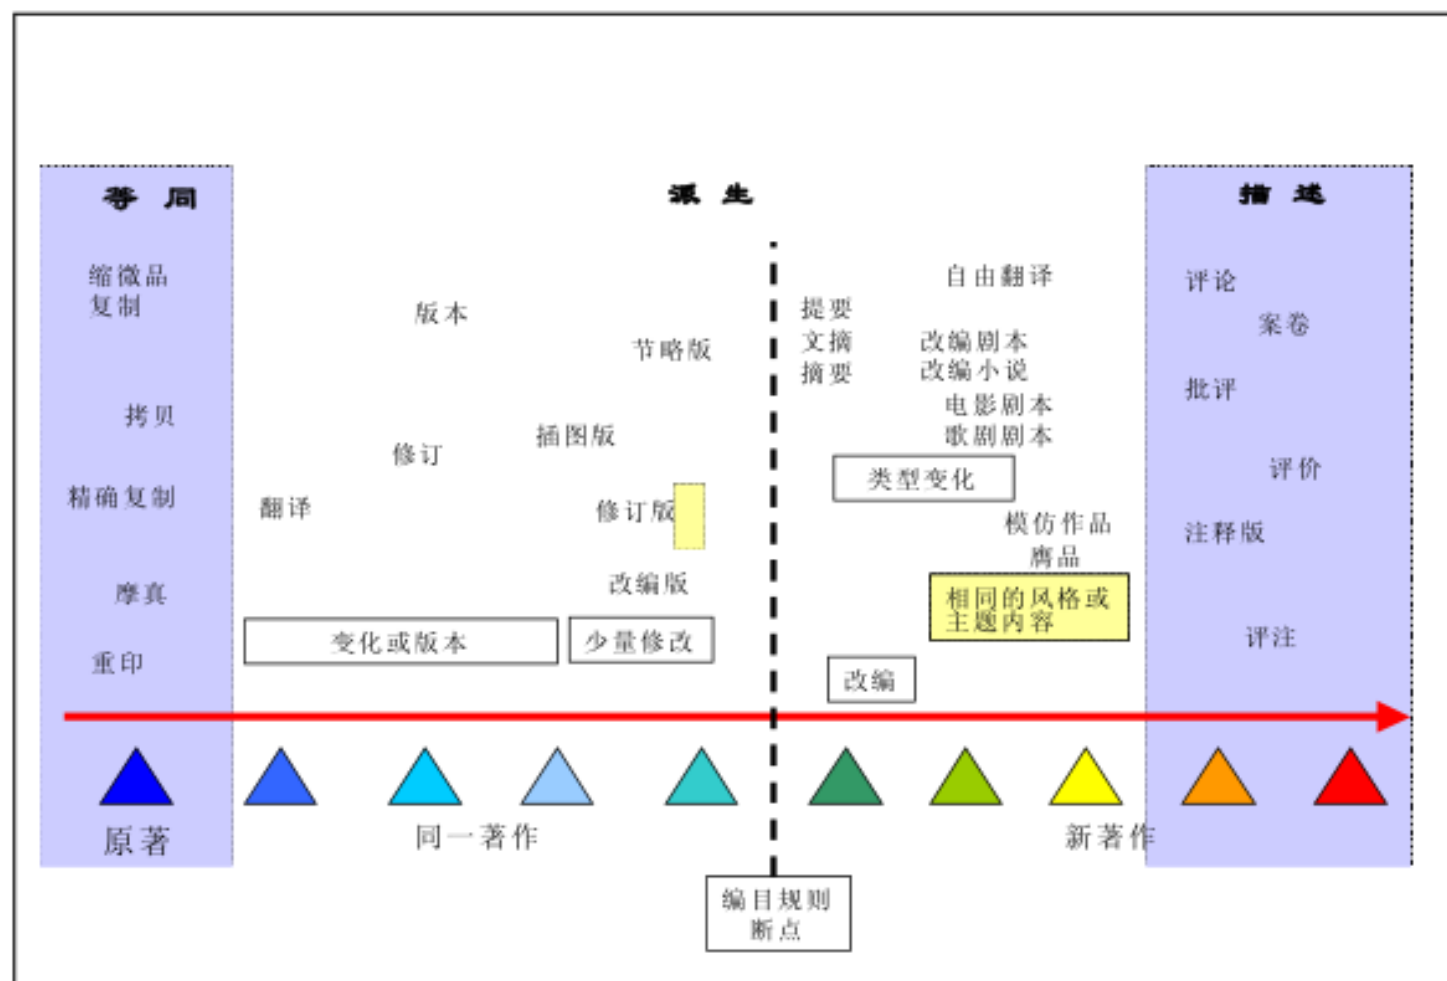 等 同
派 生
描 述
缩微品
复制
拷贝
精确复制
摩真
重印
版本
节略版
插图版
修订
翻译
修订版
改编版
变化或版本
少量修改
自由翻译
提要
文摘
摘要
改编剧本
改编小说
电影剧本
歌剧剧本
类型变化
模仿作品
膺品
相同的风格或
主题内容
改编
评论
案卷
批评
评价
注释版
评注
原著
同一著作
新著作
编目规则
断点